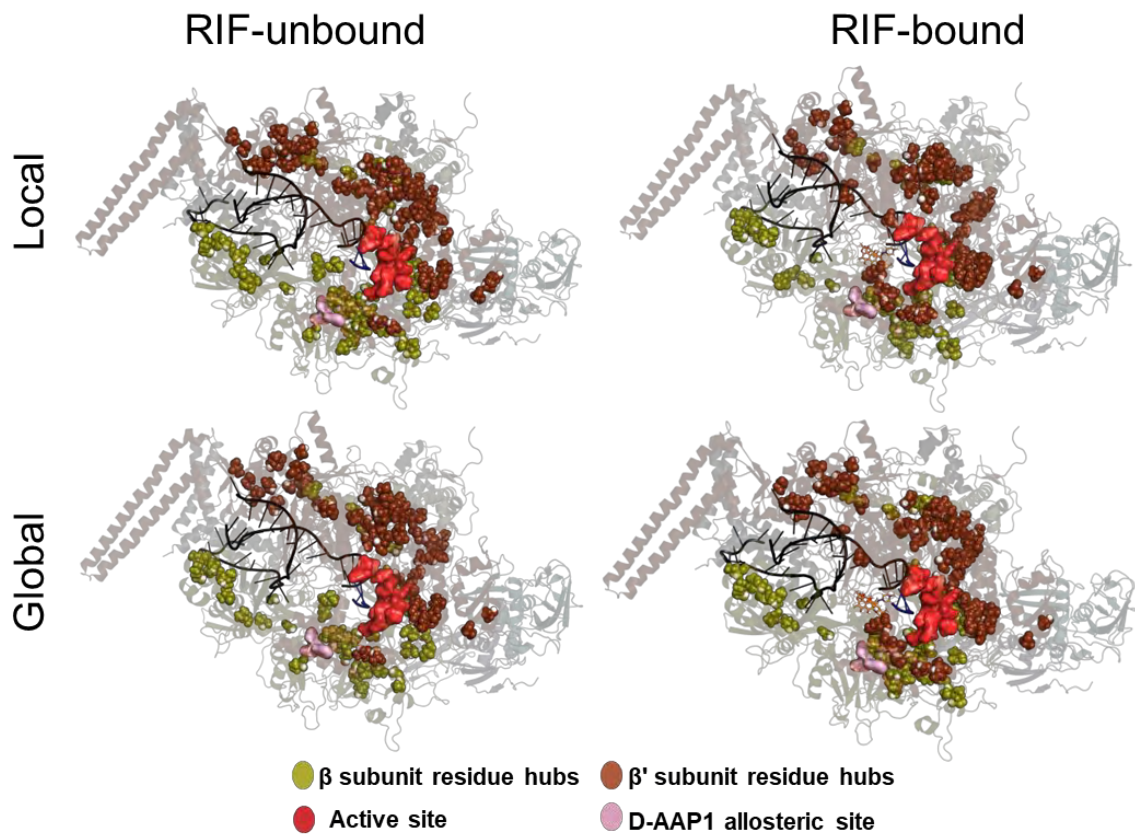 RIF-unbound
RIF-bound
Local
Global
β subunit residue hubs
β' subunit residue hubs
Active site
D-AAP1 allosteric site